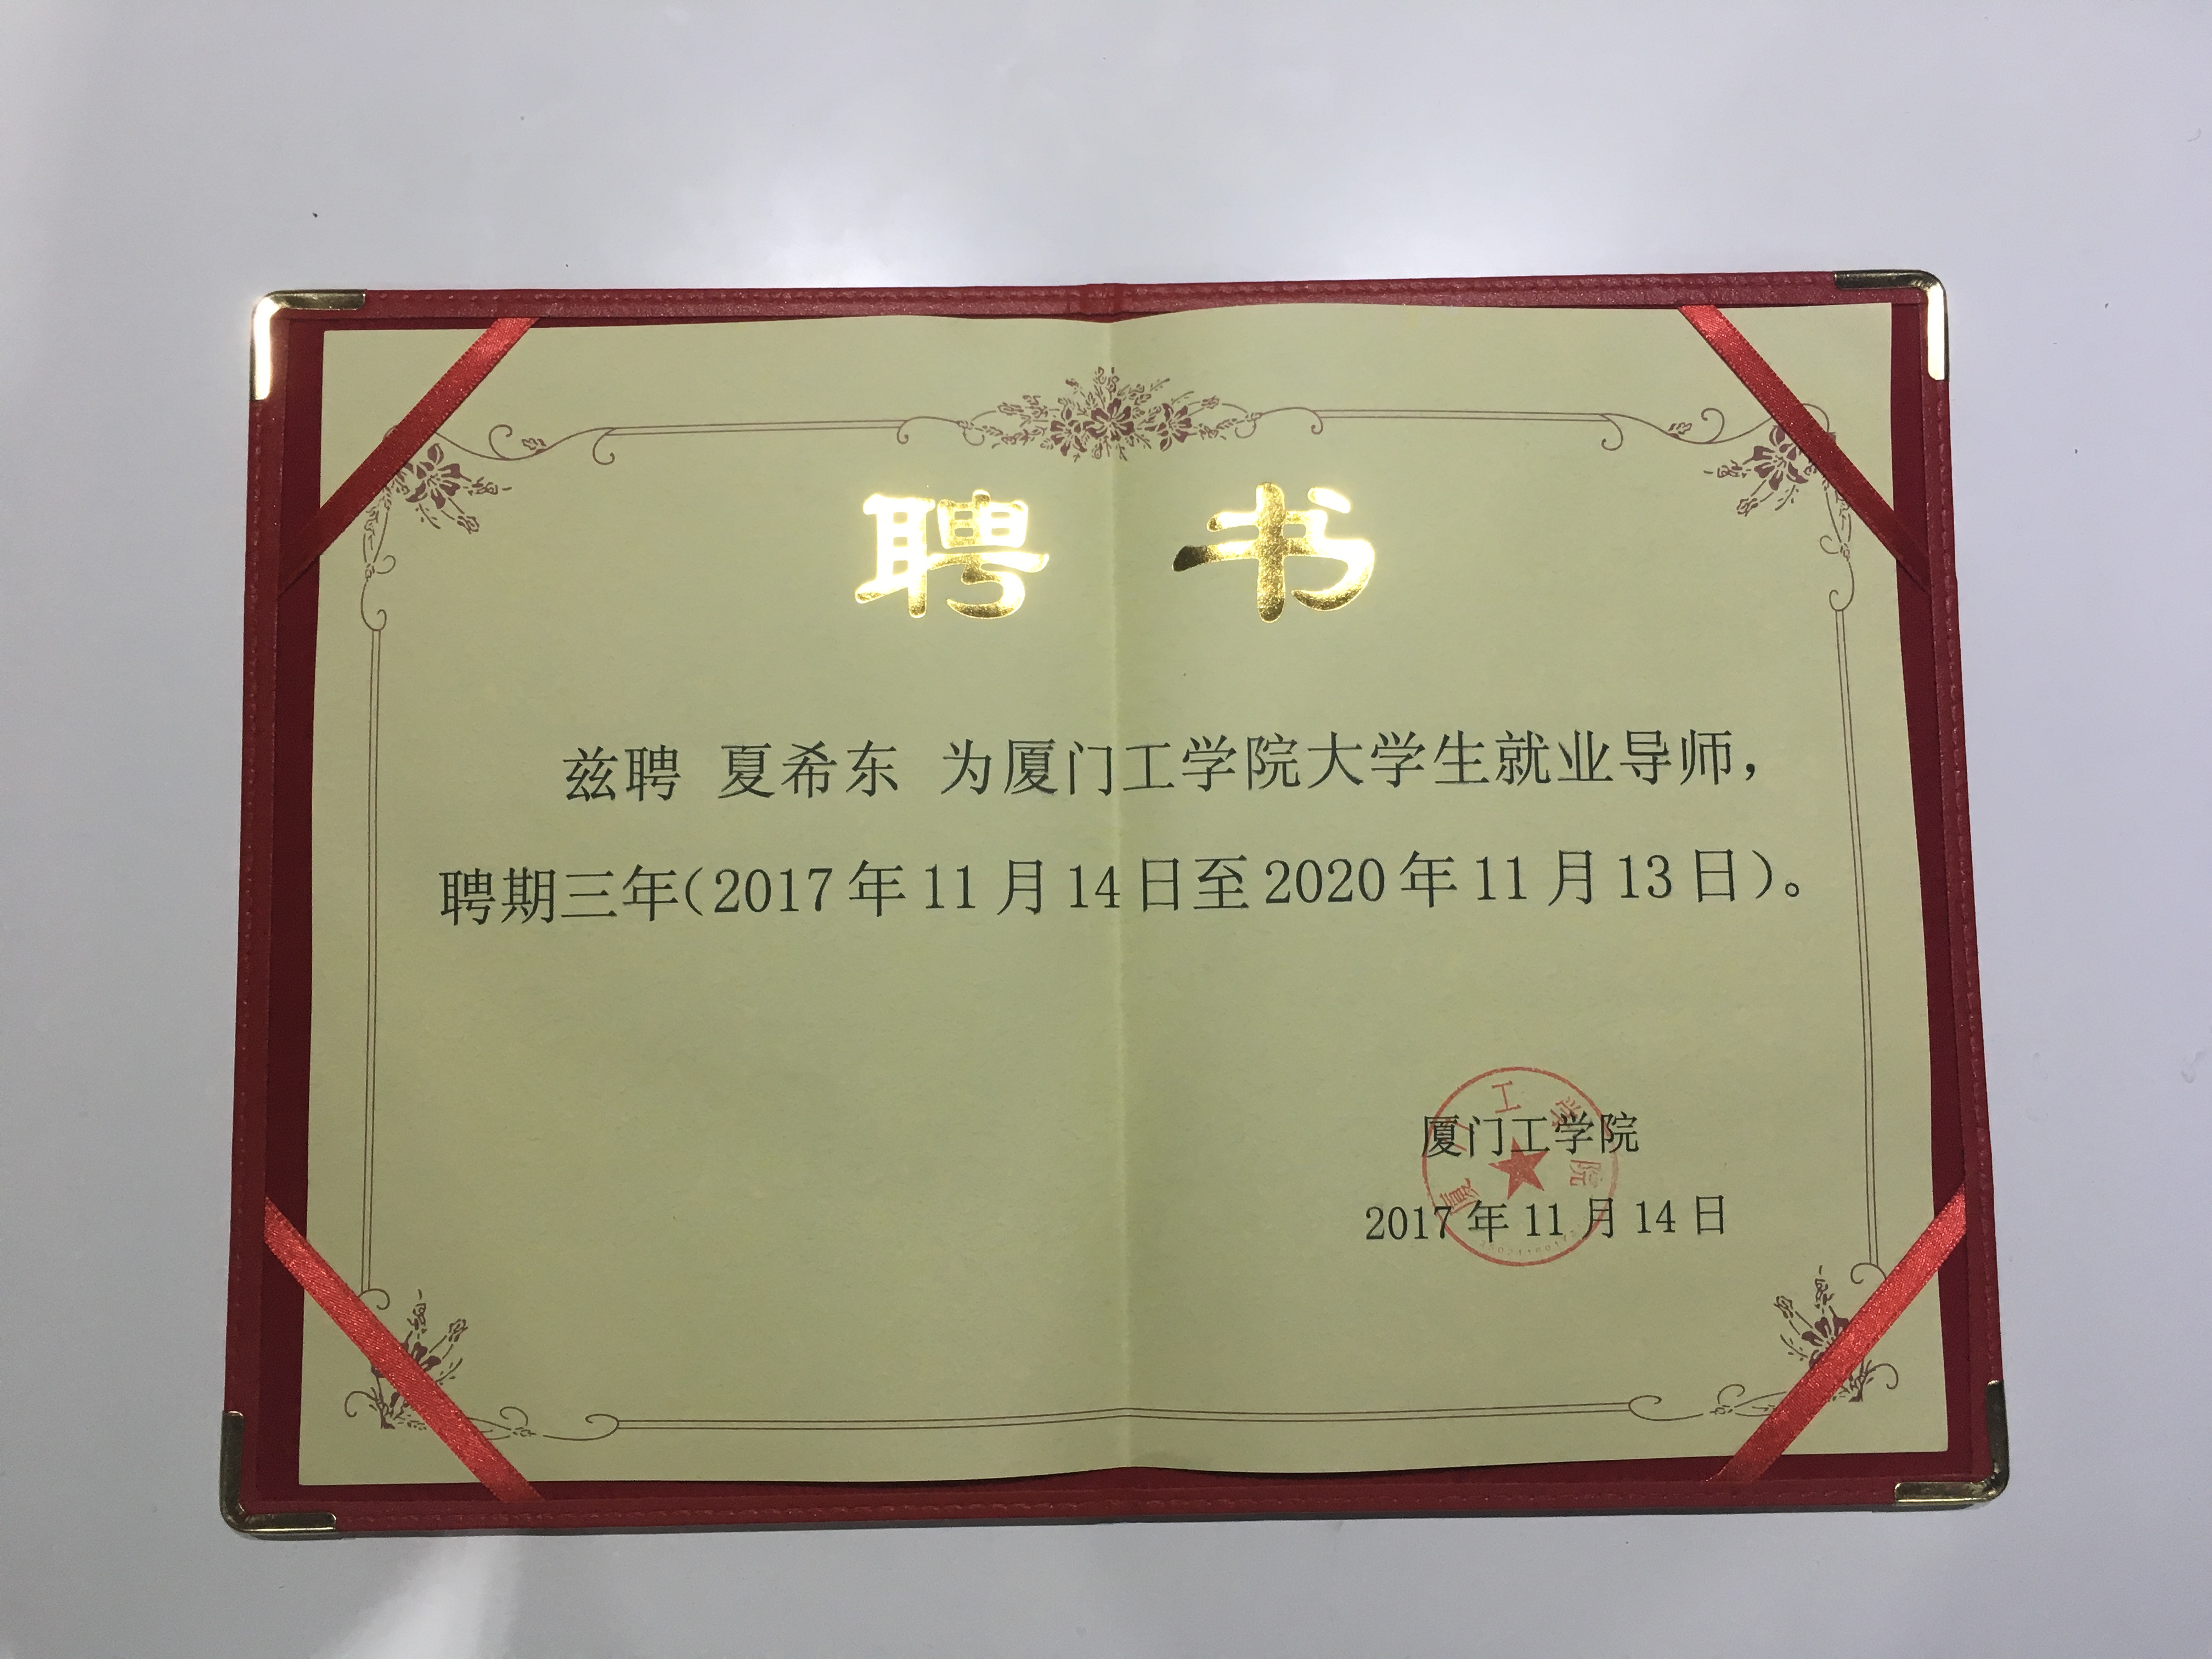 聘书
兹聘 夏希东 为厦门工学院大学生就业导师，
聘期三年(2017年11月14日至2020年11月13日)。
厦门工学院
2017年11月14日